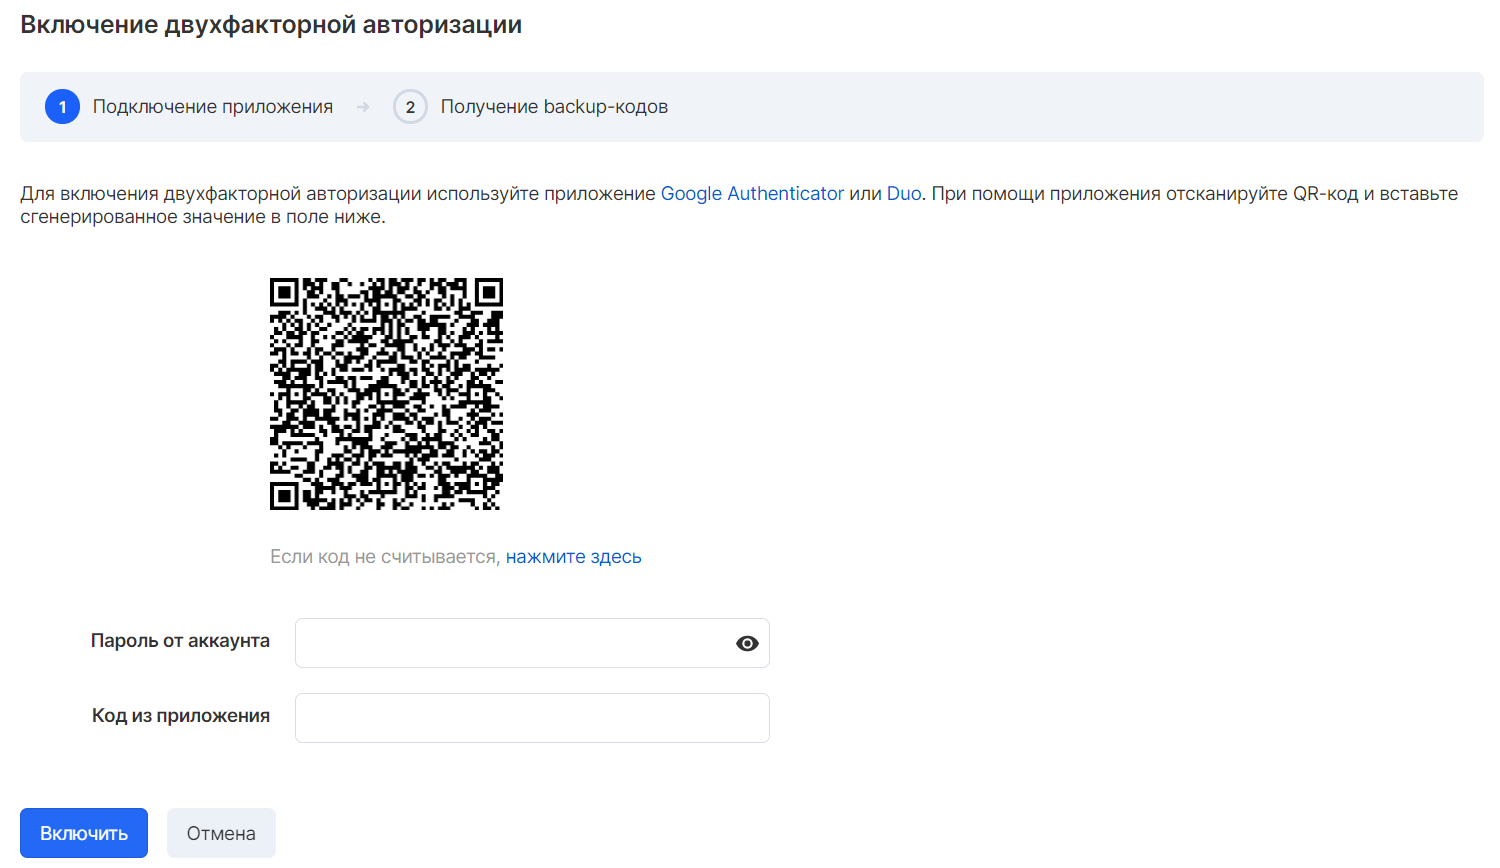 Включение двухфакторной авторизации
1 Подключение приложения → 2 Получение backup-кодов
Для включения двухфакторной авторизации используйте приложение Google Authenticator или Duo. При помощи приложения отсканируйте QR-код и вставьте
сгенерированное значение в поле ниже.
Если код не считывается, нажмите здесь
Пароль от аккаунта
Код из приложения
Включить Отмена